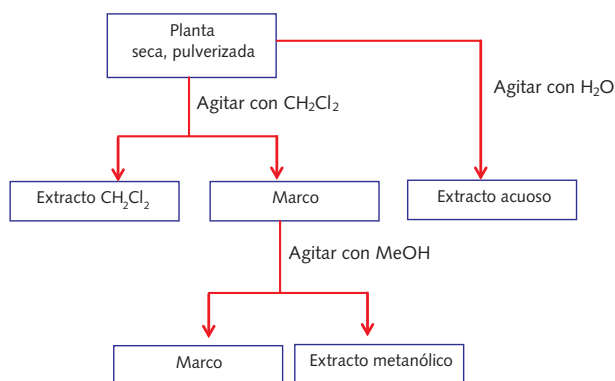 Planta
seca, pulverizada
Agitar con CH₂Cl₂
Agitar con H₂O
Extracto CH₂Cl₂
Marco
Extracto acuoso
Agitar con MeOH
Marco
Extracto metanólico